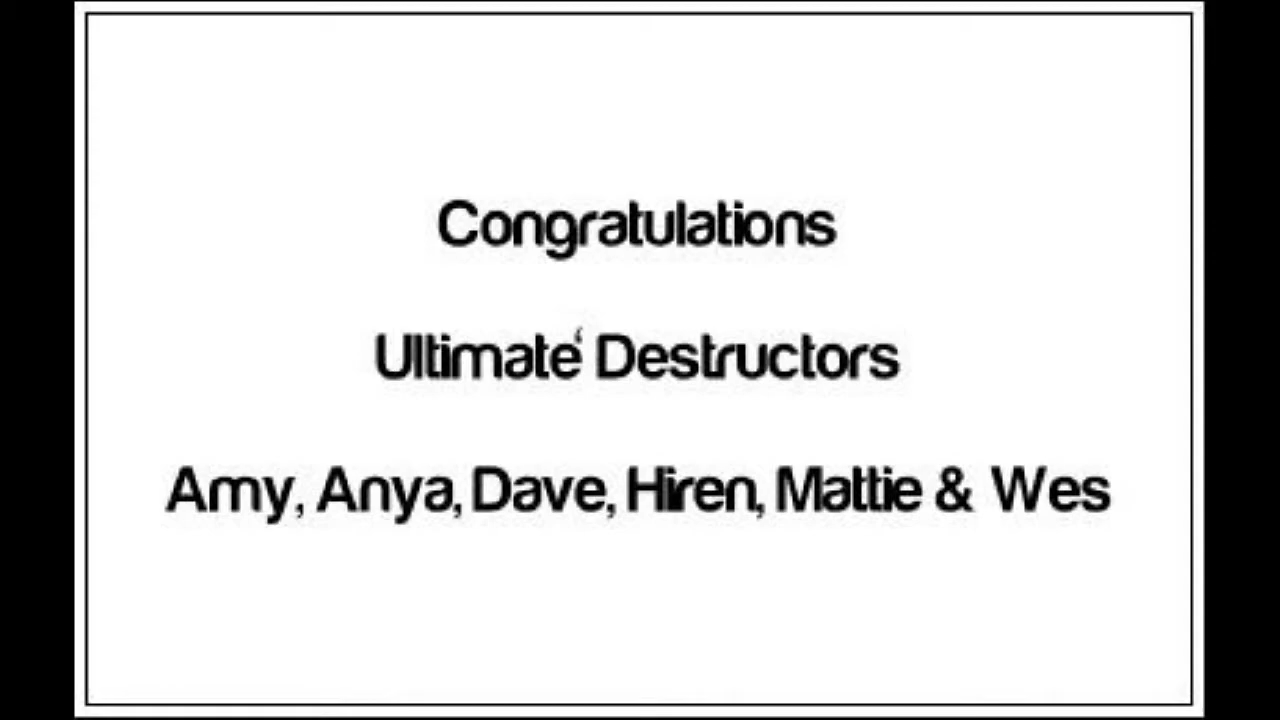 Congratulations
Ultimate‘ Destructors
Amy, Anya, Dave, Hiren, Mattie & Wes